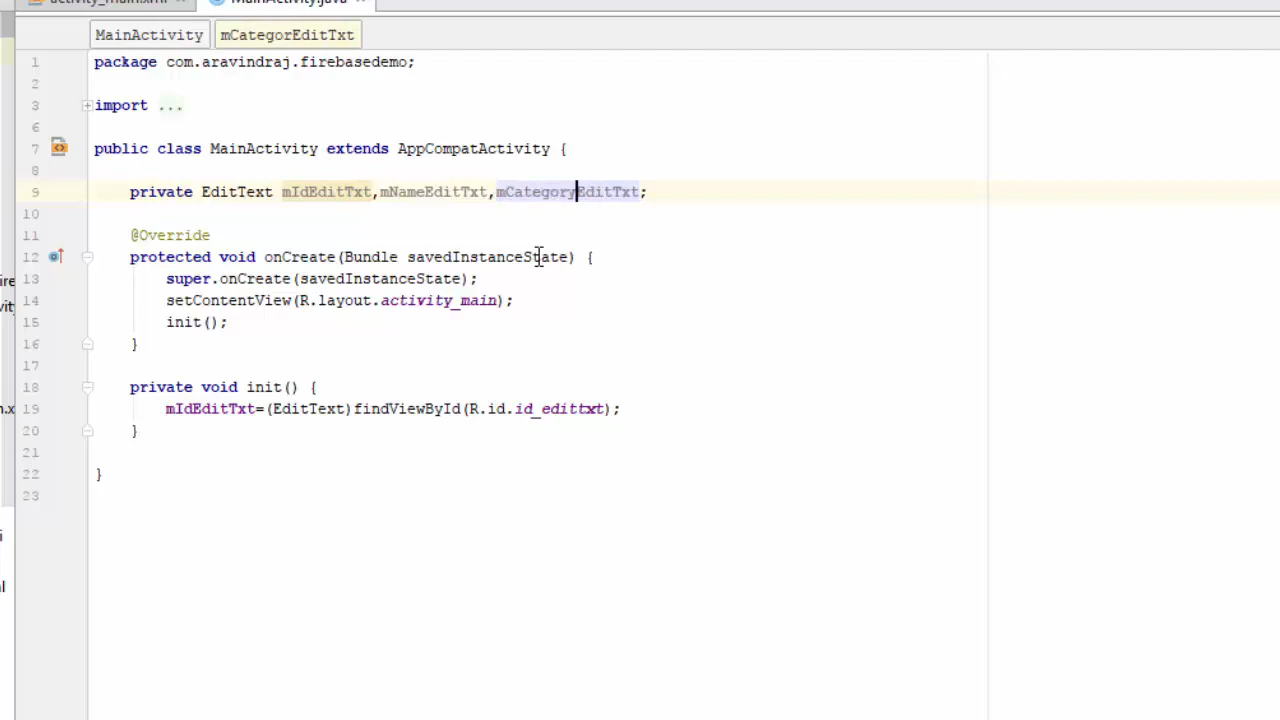 activity_main.xml MainActivity.java
MainActivity mCategorEditTxt
1 package com.aravindraj.firebasedemo;
2
3 import ...
6
7 public class MainActivity extends AppCompatActivity {
8
9 private EditText mIdEditTxt,mNameEditTxt,mCategoryEditTxt;
10
11 @Override
12 protected void onCreate(Bundle savedInstanceState) {
13 super.onCreate(savedInstanceState);
14 setContentView(R.layout.activity_main);
15 init();
16 }
17
18 private void init() {
19 mIdEditTxt=(EditText)findViewById(R.id.id_edittxt);
20 }
21
22 }
23